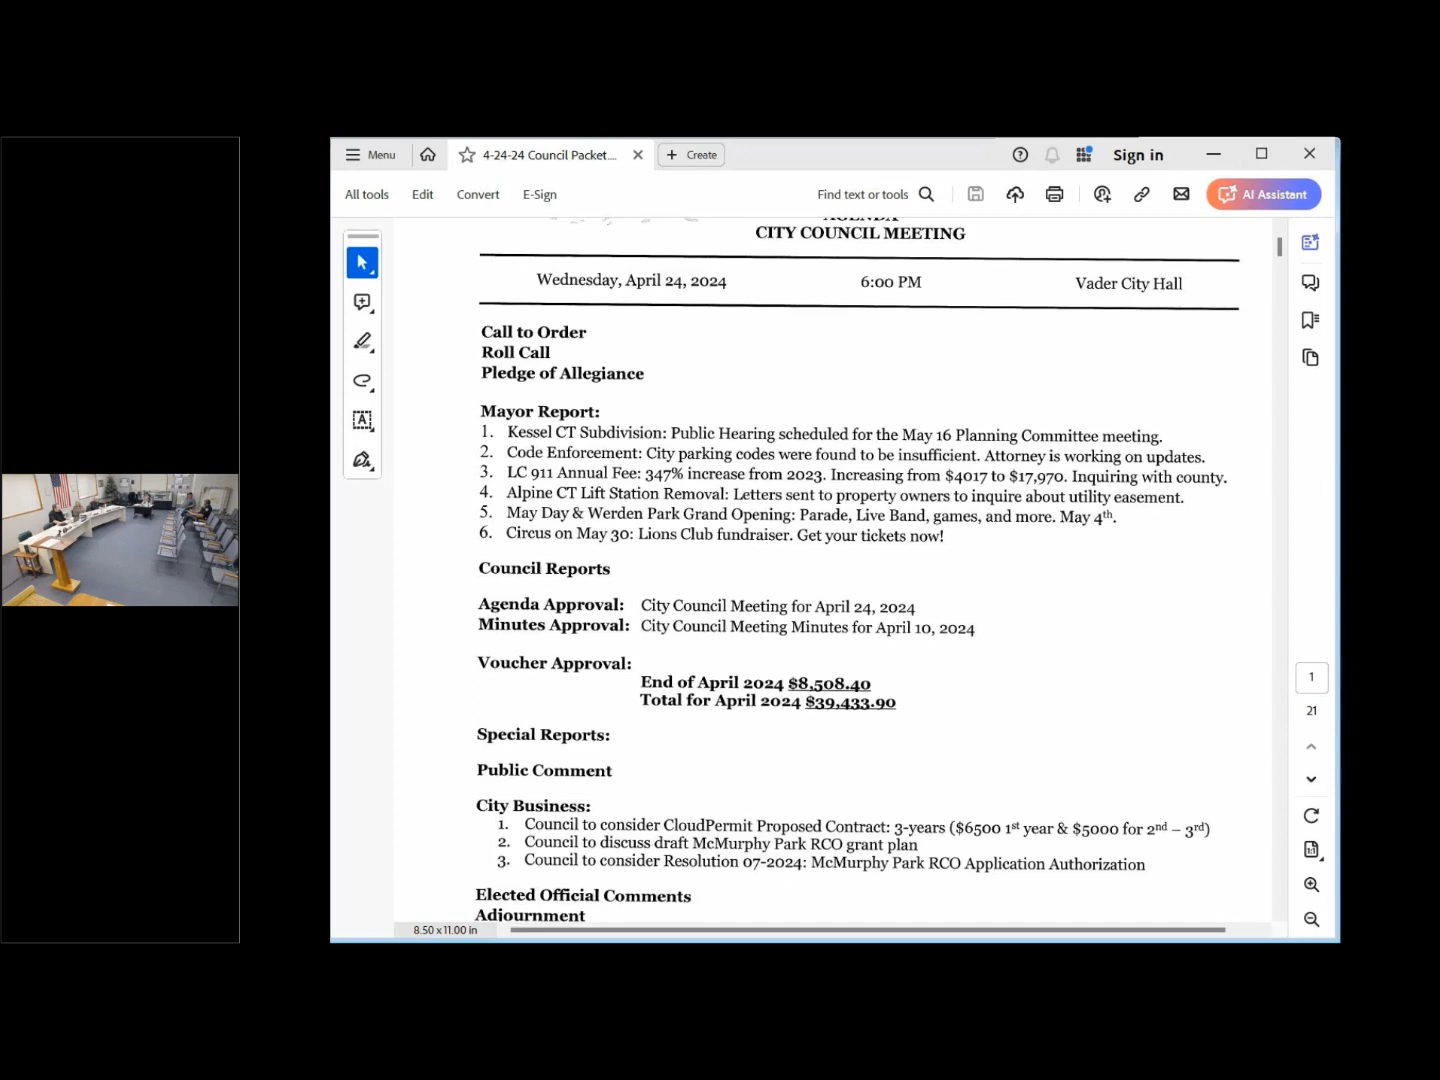 Menu
4-24-24 Council Packet....
Create
Sign in
All tools
Edit
Convert
E-Sign
Find text or tools
AI Assistant
AGENDA
CITY COUNCIL MEETING
Wednesday, April 24, 2024 6:00 PM Vader City Hall
Call to Order
Roll Call
Pledge of Allegiance
Mayor Report:
1. Kessel CT Subdivision: Public Hearing scheduled for the May 16 Planning Committee meeting.
2. Code Enforcement: City parking codes were found to be insufficient. Attorney is working on updates.
3. LC 911 Annual Fee: 347% increase from 2023. Increasing from $4017 to $17,970. Inquiring with county.
4. Alpine CT Lift Station Removal: Letters sent to property owners to inquire about utility easement.
5. May Day & Werden Park Grand Opening: Parade, Live Band, games, and more. May 4th.
6. Circus on May 30: Lions Club fundraiser. Get your tickets now!
Council Reports
Agenda Approval: City Council Meeting for April 24, 2024
Minutes Approval: City Council Meeting Minutes for April 10, 2024
Voucher Approval:
End of April 2024 $8,508.40
Total for April 2024 $39,433.90
Special Reports:
Public Comment
City Business:
1. Council to consider CloudPermit Proposed Contract: 3-years ($6500 1st year & $5000 for 2nd – 3rd)
2. Council to discuss draft McMurphy Park RCO grant plan
3. Council to consider Resolution 07-2024: McMurphy Park RCO Application Authorization
Elected Official Comments
Adjournment
8.50 x 11.00 in
1
21